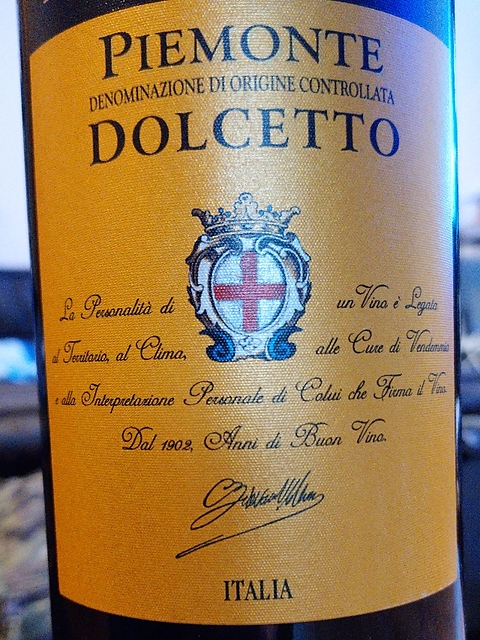 PIEMONTE
DENOMINAZIONE DI ORIGINE CONTROLLATA
DOLCETTO
La Personalità di un Vino è Legata
al Territorio, al Clima, alle Cure di Vendemmia
e alla Interpretazione Personale di Colui che Firma il Vino.
Dal 1902, Anni di Buon Vino.
ITALIA